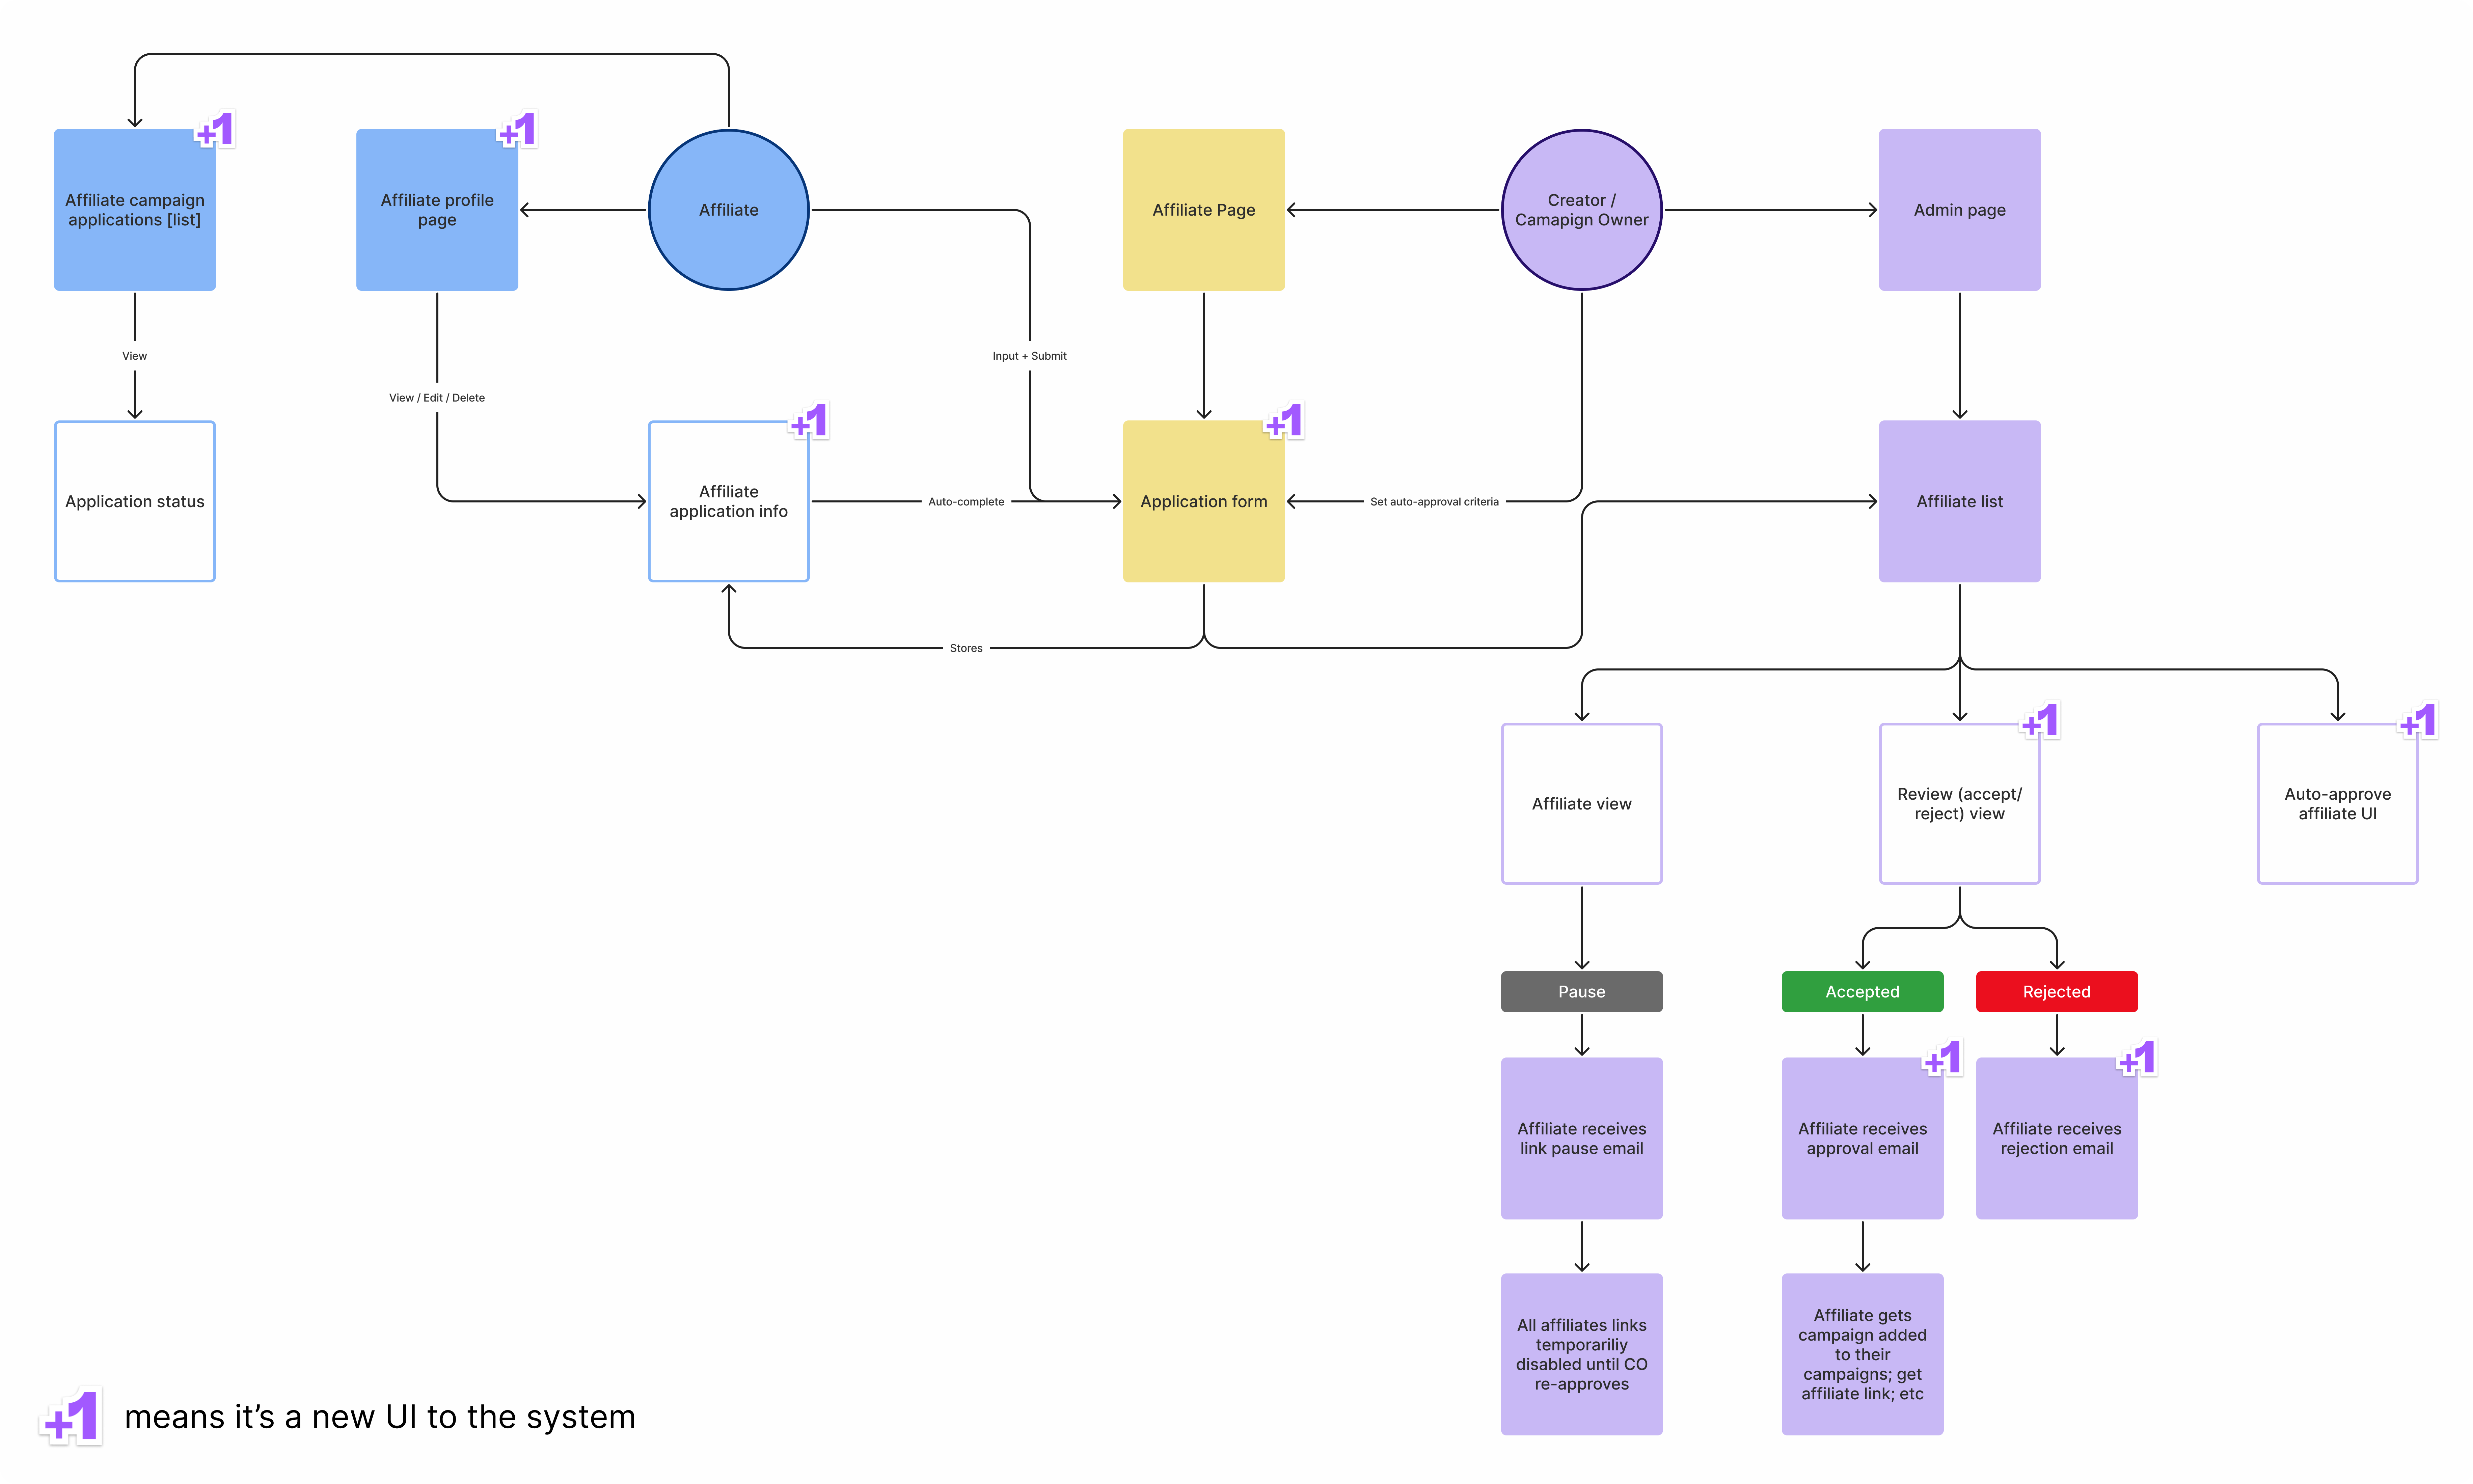 +1
+1
Affiliate campaign
applications [list]
Affiliate profile
page
Affiliate
Affiliate Page
Creator /
Camapign Owner
Admin page
View
Input + Submit
View / Edit / Delete
+1
+1
Application status
Affiliate
application info
Auto-complete
Application form
Set auto-approval criteria
Affiliate list
Stores
+1
+1
Affiliate view
Review (accept/
reject) view
Auto-approve
affiliate UI
Pause
Accepted
Rejected
+1
+1
Affiliate receives
link pause email
Affiliate receives
approval email
Affiliate receives
rejection email
All affiliates links
temporariliy
disabled until CO
re-approves
Affiliate gets
campaign added
to their
campaigns; get
affiliate link; etc
+1 means it’s a new UI to the system